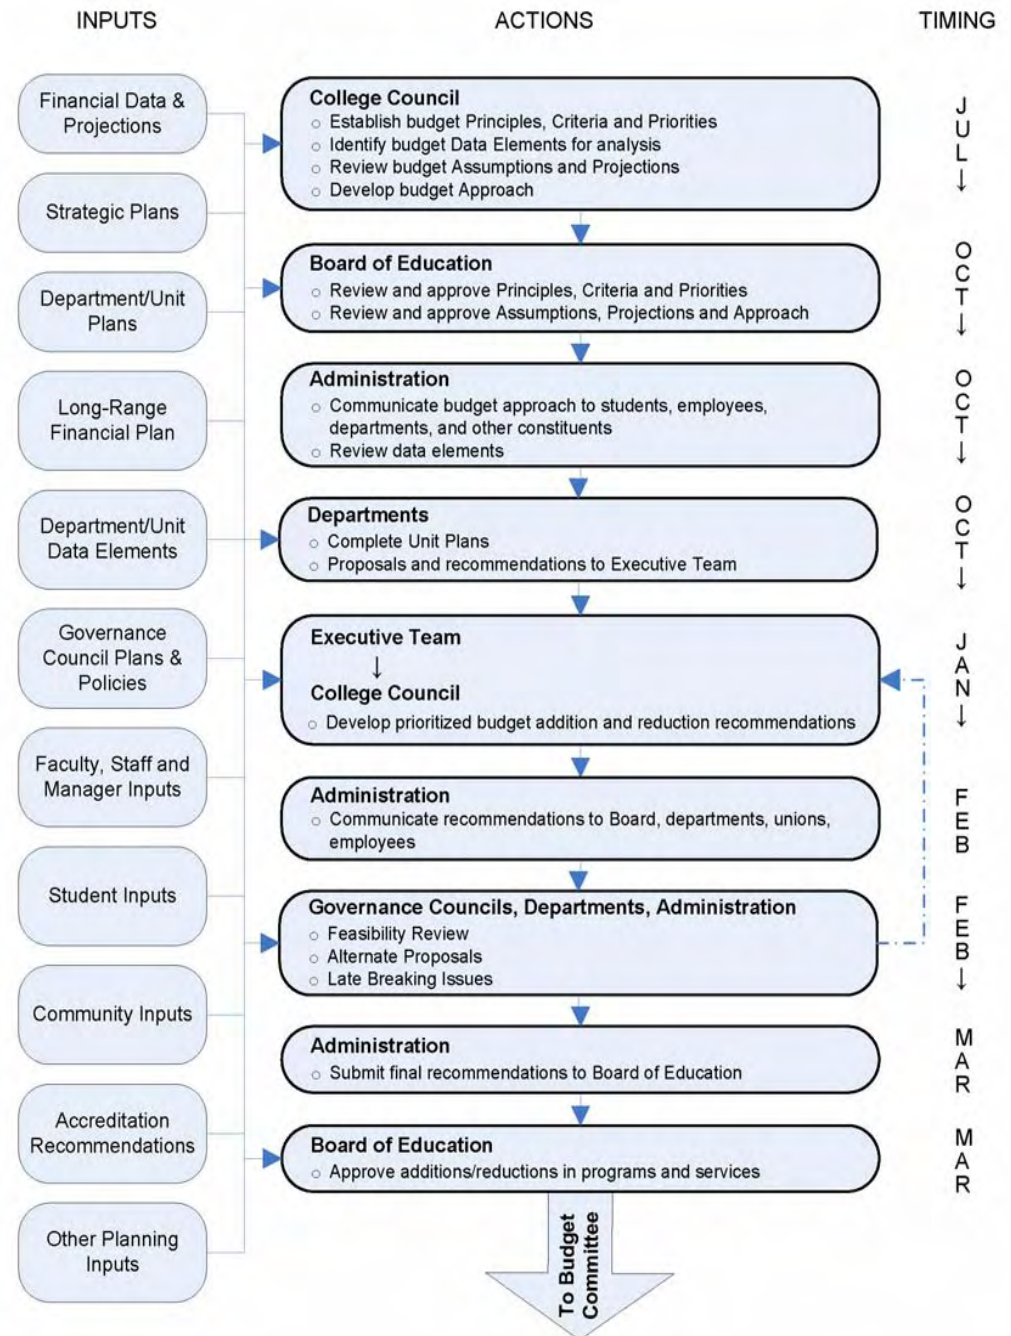 INPUTS
ACTIONS
TIMING
Financial Data &
Projections
Strategic Plans
Department/Unit
Plans
Long-Range
Financial Plan
Department/Unit
Data Elements
Governance
Council Plans &
Policies
Faculty, Staff and
Manager Inputs
Student Inputs
Community Inputs
Accreditation
Recommendations
Other Planning
Inputs
College Council
○ Establish budget Principles, Criteria and Priorities
○ Identify budget Data Elements for analysis
○ Review budget Assumptions and Projections
○ Develop budget Approach
Board of Education
○ Review and approve Principles, Criteria and Priorities
○ Review and approve Assumptions, Projections and Approach
Administration
○ Communicate budget approach to students, employees,
departments, and other constituents
○ Review data elements
Departments
○ Complete Unit Plans
○ Proposals and recommendations to Executive Team
Executive Team
↓
College Council
○ Develop prioritized budget addition and reduction recommendations
Administration
○ Communicate recommendations to Board, departments, unions,
employees
Governance Councils, Departments, Administration
○ Feasibility Review
○ Alternate Proposals
○ Late Breaking Issues
Administration
○ Submit final recommendations to Board of Education
Board of Education
○ Approve additions/reductions in programs and services
To Budget
Committee
JUL↓
OCT↓
OCT↓
OCT↓
JAN↓
FEB
FEB↓
MAR
MAR